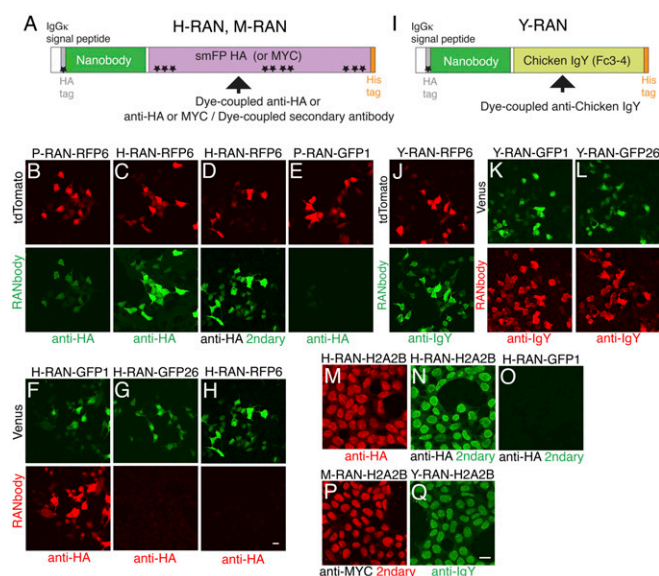 A
H-RAN, M-RAN
IgGκ
signal peptide
Nanobody
smFP HA (or MYC)
HA
tag
His
tag
Dye-coupled anti-HA or
anti-HA or MYC / Dye-coupled secondary antibody
I
Y-RAN
IgGκ
signal peptide
Nanobody
Chicken IgY (Fc3-4)
HA
tag
His
tag
Dye-coupled anti-Chicken IgY
P-RAN-RFP6 H-RAN-RFP6 H-RAN-RFP6 P-RAN-GFP1
B C D E
tdTomato
RANbody
anti-HA anti-HA anti-HA 2ndary anti-HA
Y-RAN-RFP6
J
tdTomato
RANbody
anti-IgY
Y-RAN-GFP1 Y-RAN-GFP26
K L
Venus
RANbody
anti-IgY anti-IgY
H-RAN-GFP1 H-RAN-GFP26 H-RAN-RFP6
F G H
Venus
RANbody
anti-HA anti-HA anti-HA
H-RAN-H2A2B H-RAN-H2A2B H-RAN-GFP1
M N O
anti-HA anti-HA 2ndary anti-HA 2ndary
M-RAN-H2A2B Y-RAN-H2A2B
P Q
anti-MYC 2ndary anti-IgY